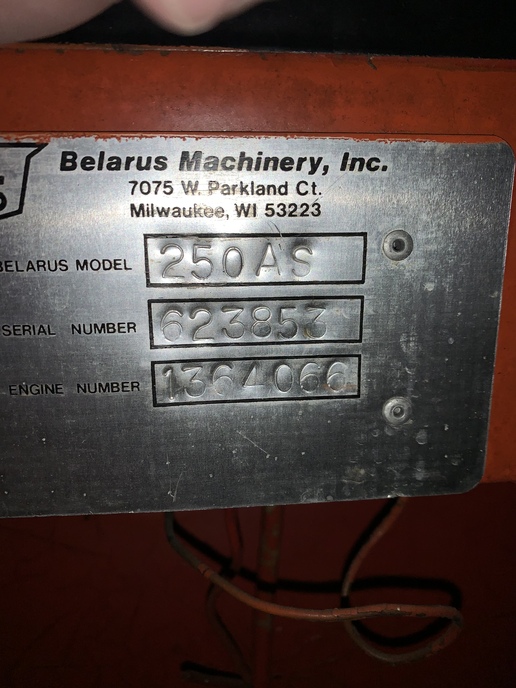 Belarus Machinery, Inc.
7075 W. Parkland Ct.
Milwaukee, WI 53223
BELARUS MODEL 250AS
SERIAL NUMBER 623853
ENGINE NUMBER 1364066